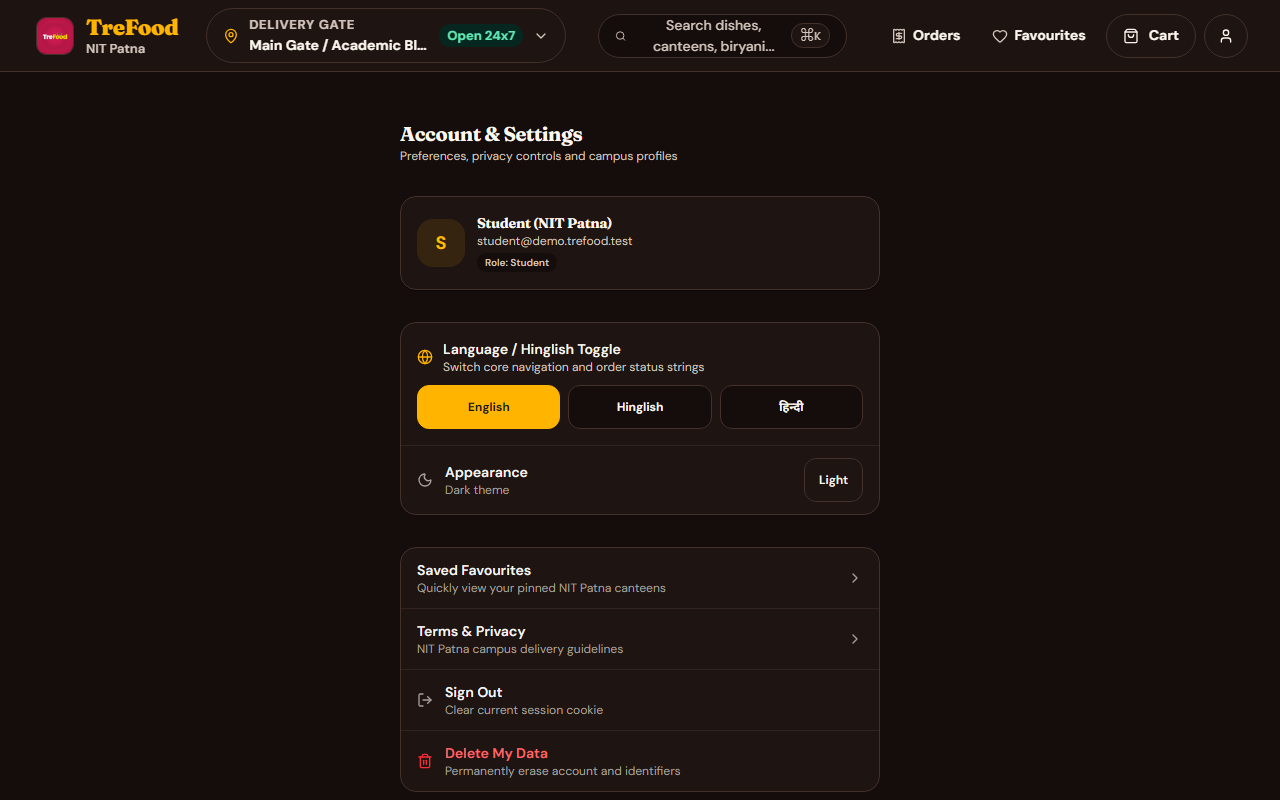 TreFood
TreFood
NIT Patna
DELIVERY GATE
Main Gate / Academic Bl...
Open 24x7
Search dishes,
canteens, biryani...
⌘K
Orders
Favourites
Cart
Account & Settings
Preferences, privacy controls and campus profiles
S
Student (NIT Patna)
student@demo.trefood.test
Role: Student
Language / Hinglish Toggle
Switch core navigation and order status strings
English
Hinglish
हिन्दी
Appearance
Dark theme
Light
Saved Favourites
Quickly view your pinned NIT Patna canteens
Terms & Privacy
NIT Patna campus delivery guidelines
Sign Out
Clear current session cookie
Delete My Data
Permanently erase account and identifiers